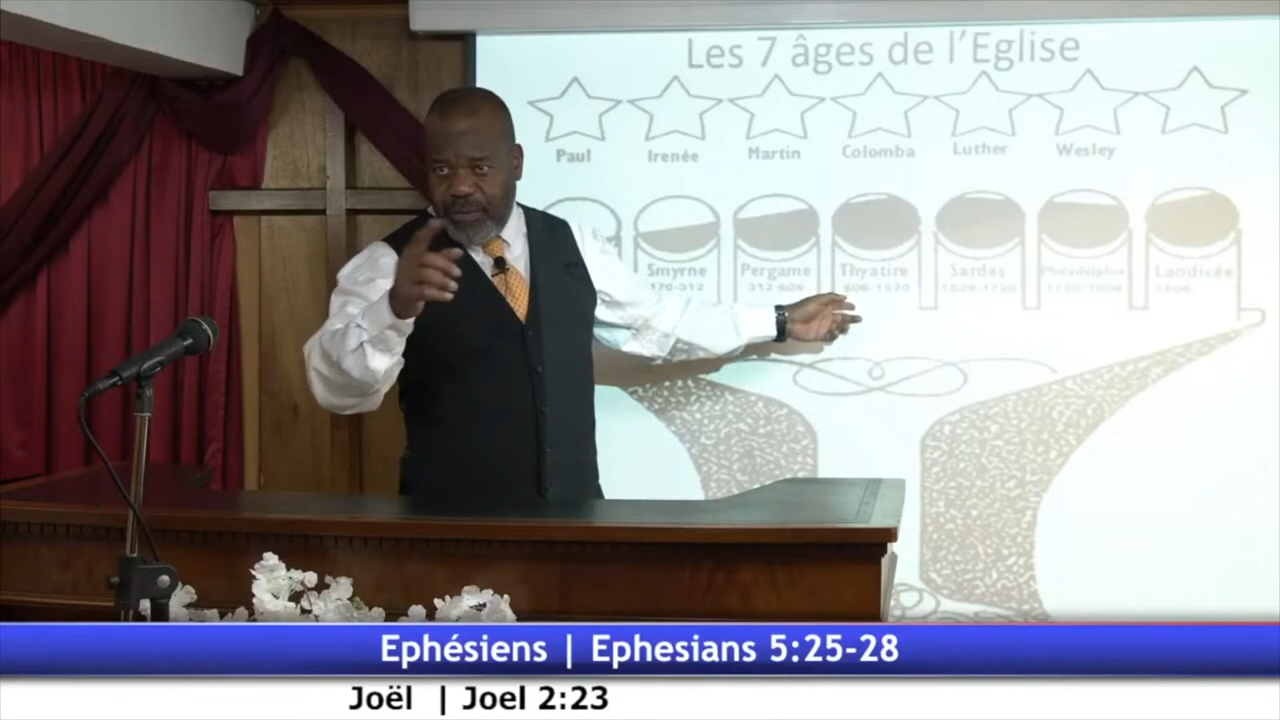 Les 7 âges de l'Eglise
Paul Irenée Martin Colomba Luther Wesley
Smyrne Pergame Thyatire Sardes Philadelphie Laodicée
170-312 312-606 606-1520 1520-1750
Ephésiens | Ephesians 5:25-28
Joël | Joel 2:23